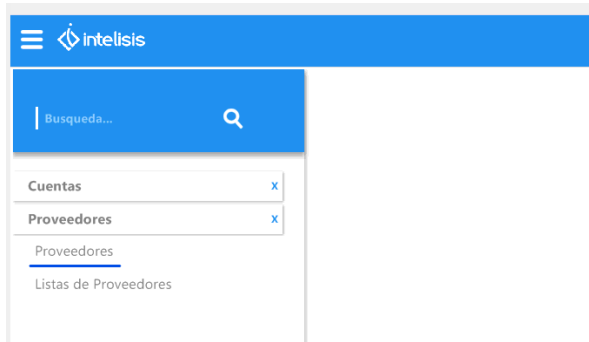 intelisis
Busqueda...
Cuentas x
Proveedores x
Proveedores
Listas de Proveedores